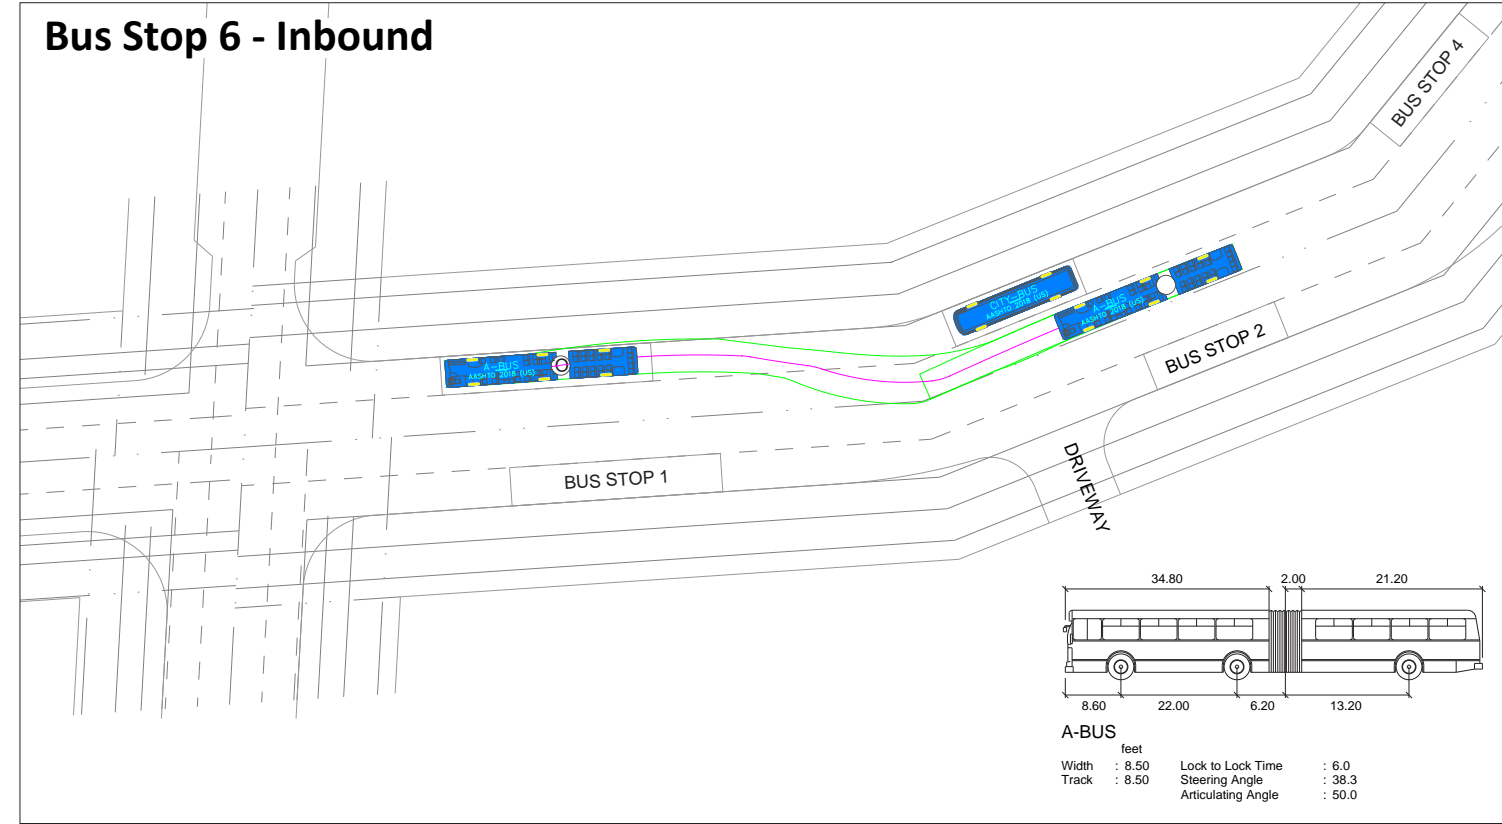 Bus Stop 6 - Inbound
BUS STOP 4
CITY-BUS
AASHTO 2018 (US)
A-BUS
AASHTO 2018 (US)
A-BUS
AASHTO 2018 (US)
BUS STOP 2
BUS STOP 1
DRIVEWAY
34.80 2.00 21.20
8.60 22.00 6.20 13.20
A-BUS
feet
Width : 8.50 Lock to Lock Time : 6.0
Track : 8.50 Steering Angle : 38.3
Articulating Angle : 50.0